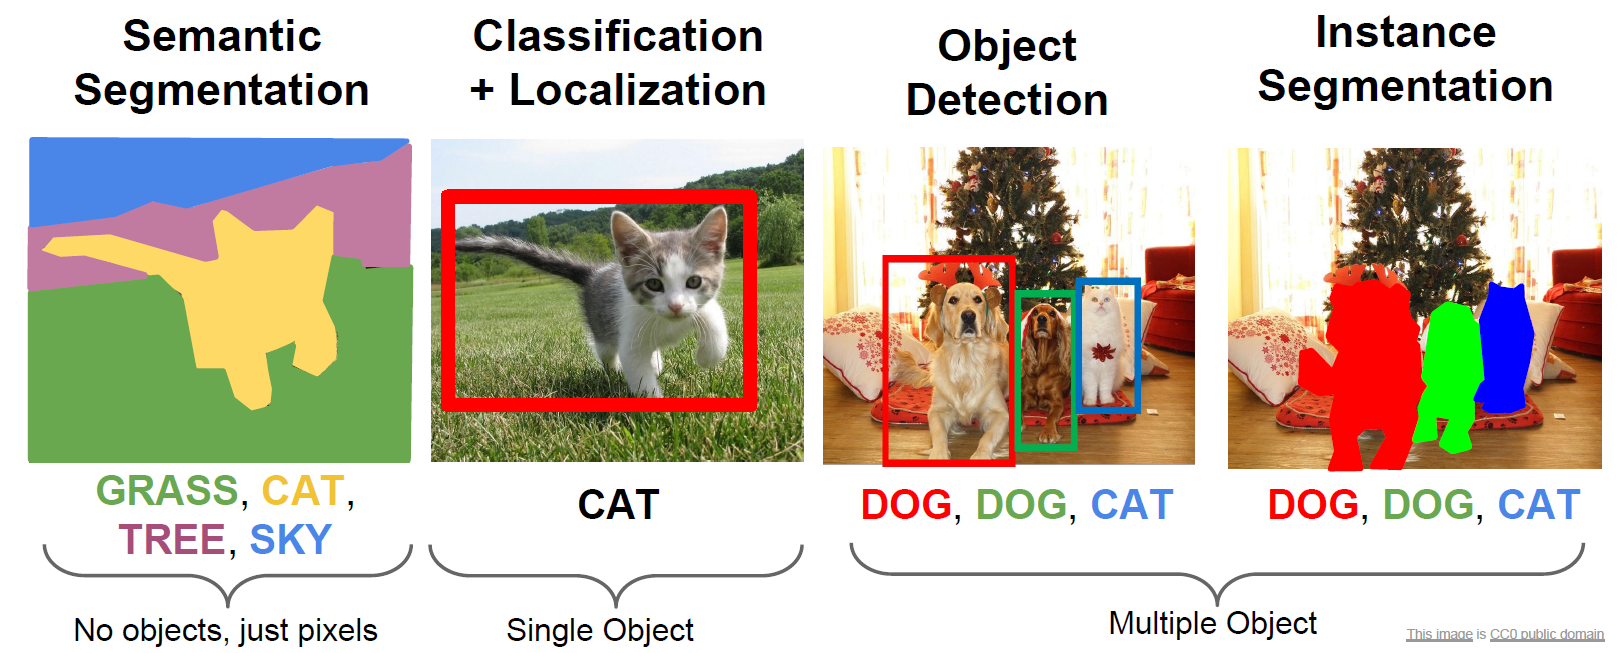 Semantic
Segmentation
Classification
+ Localization
Object
Detection
Instance
Segmentation
GRASS, CAT,
TREE, SKY
CAT
DOG, DOG, CAT
DOG, DOG, CAT
No objects, just pixels
Single Object
Multiple Object
This image is CC0 public domain